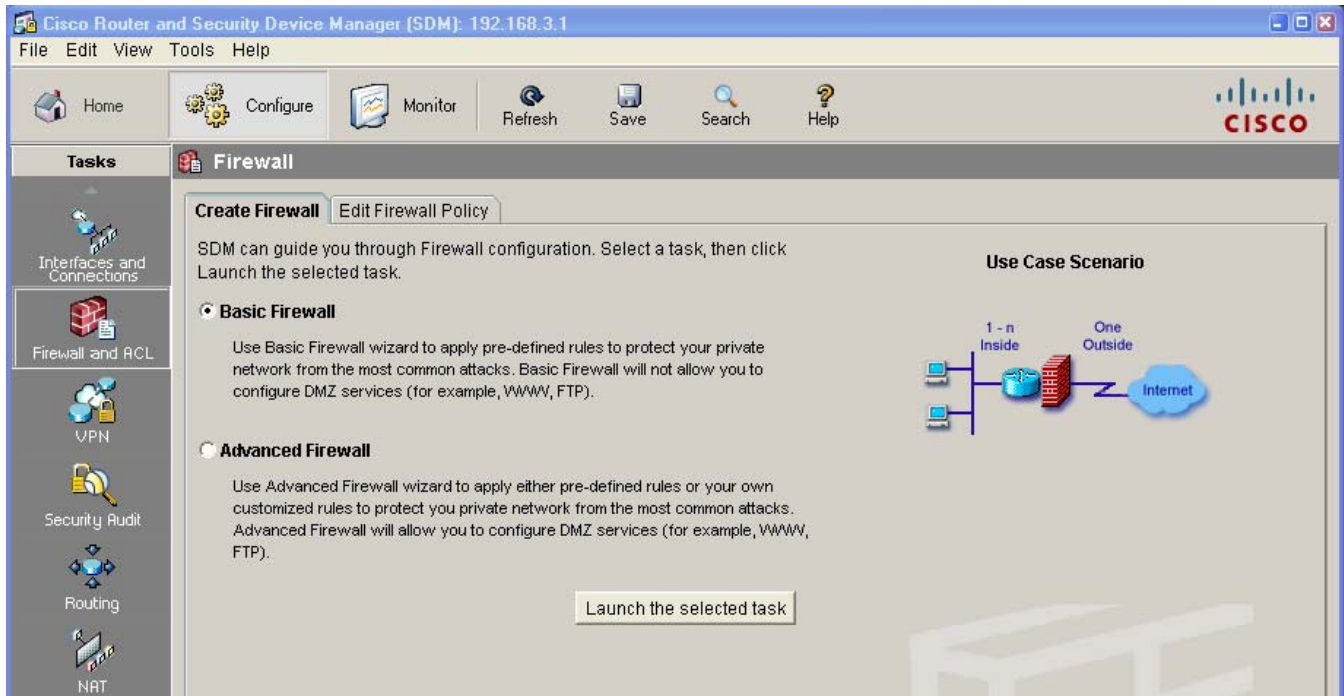 Cisco Router and Security Device Manager (SDM): 192.168.3.1
File Edit View Tools Help
Home
Configure
Monitor
Refresh
Save
Search
Help
CISCO
Tasks
Firewall
Interfaces and
Connections
Firewall and ACL
VPN
Security Audit
Routing
NAT
Create Firewall
Edit Firewall Policy
SDM can guide you through Firewall configuration. Select a task, then click
Launch the selected task.
Basic Firewall
Use Basic Firewall wizard to apply pre-defined rules to protect your private
network from the most common attacks. Basic Firewall will not allow you to
configure DMZ services (for example, WWW, FTP).
Advanced Firewall
Use Advanced Firewall wizard to apply either pre-defined rules or your own
customized rules to protect you private network from the most common attacks.
Advanced Firewall will allow you to configure DMZ services (for example, WWW,
FTP).
Launch the selected task
Use Case Scenario
1 - n
Inside
One
Outside
Internet